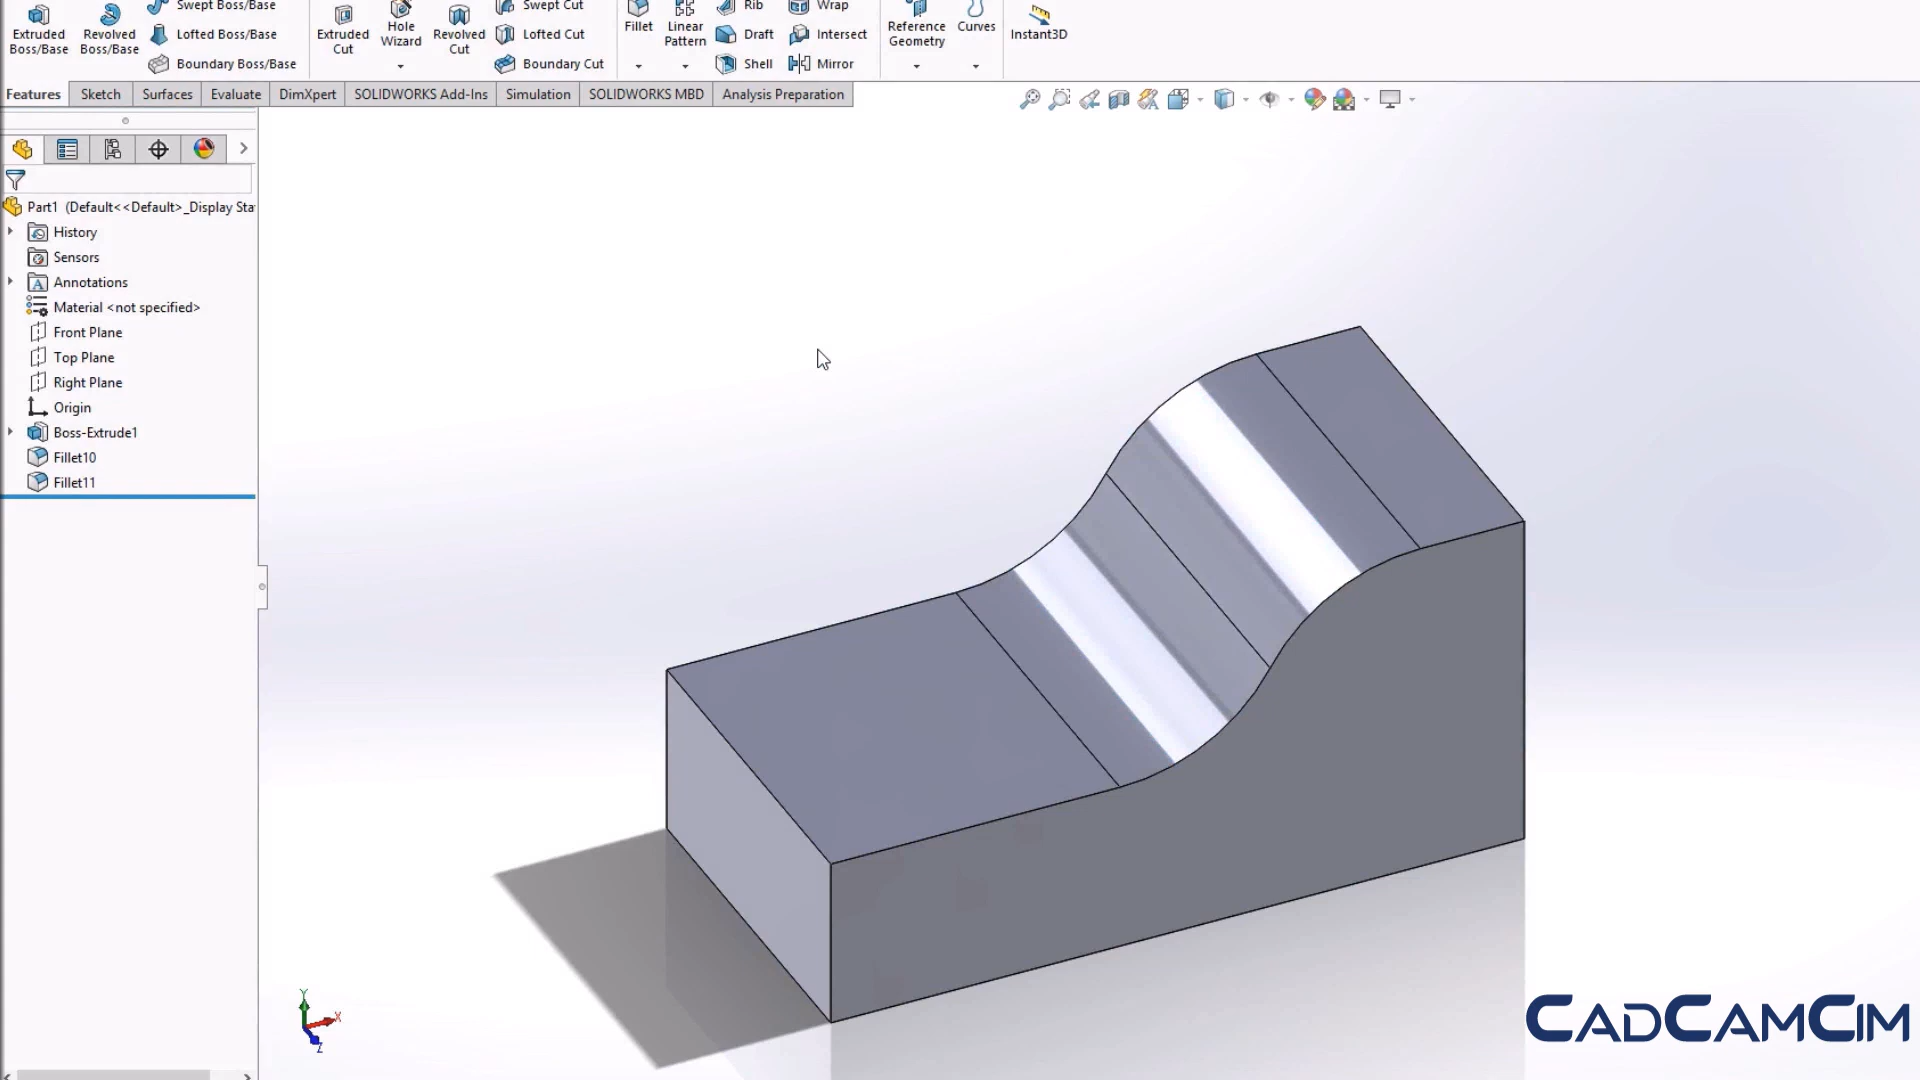 Swept Boss/Base
Swept Cut
Rib
Wrap
Extruded Boss/Base
Revolved Boss/Base
Lofted Boss/Base
Extruded Cut
Hole Wizard
Revolved Cut
Lofted Cut
Fillet
Linear Pattern
Draft
Intersect
Reference Geometry
Curves
Instant3D
Boundary Boss/Base
Boundary Cut
Shell
Mirror
Features
Sketch
Surfaces
Evaluate
DimXpert
SOLIDWORKS Add-Ins
Simulation
SOLIDWORKS MBD
Analysis Preparation
Part1 (Default<<Default>_Display Sta
History
Sensors
A
Annotations
Material <not specified>
Front Plane
Top Plane
Right Plane
Origin
Boss-Extrude1
Fillet10
Fillet11
Y
X
Z
CADCAMCIM